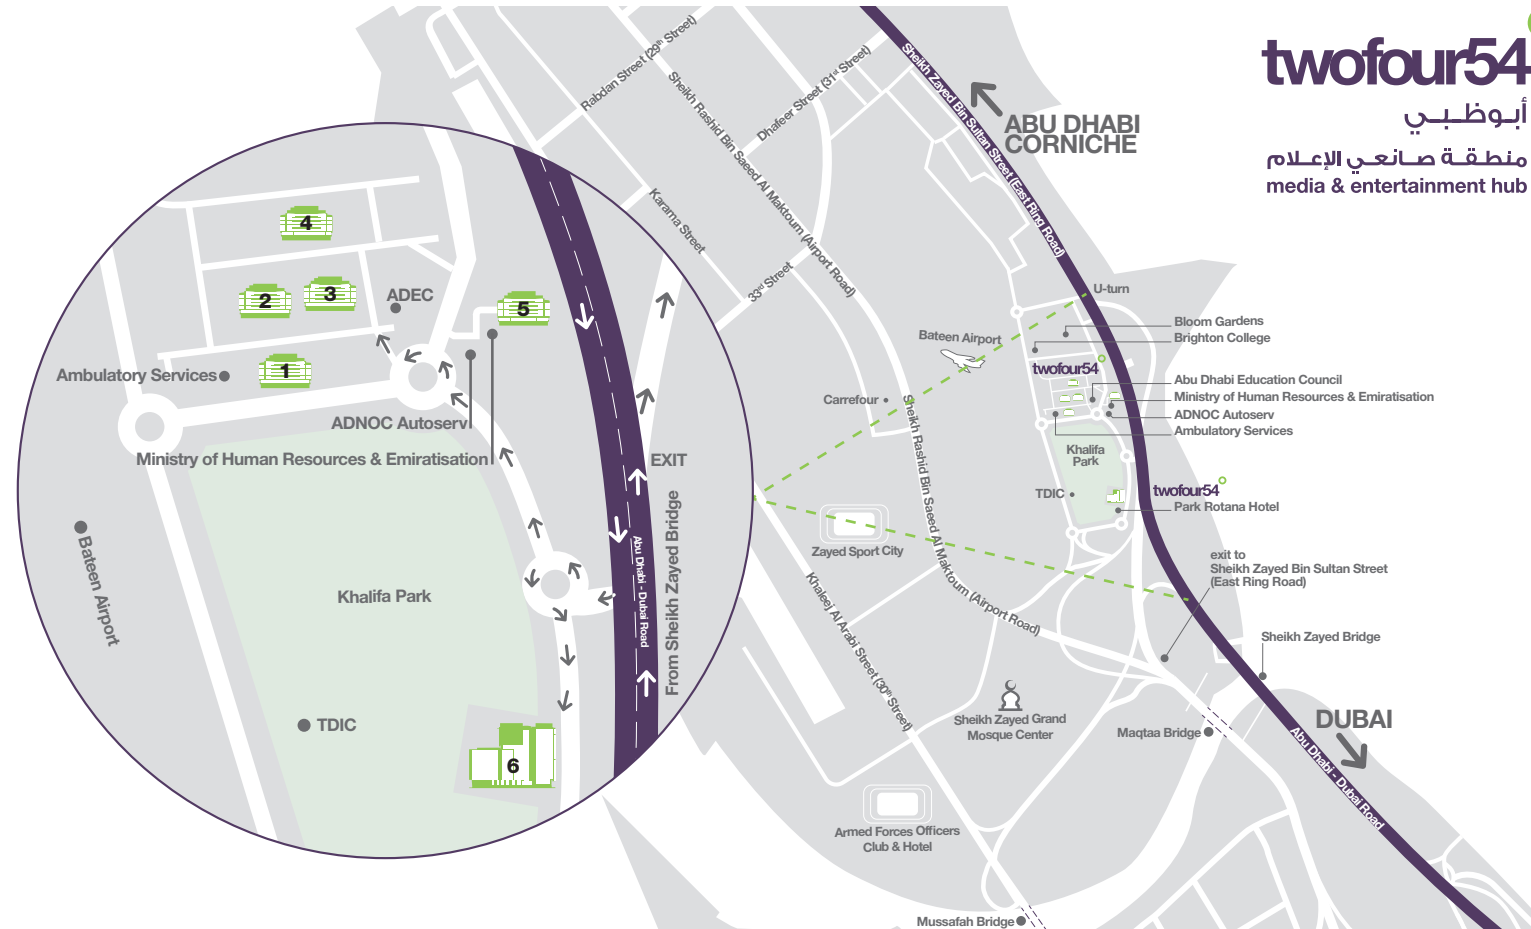 twofour54
أبـوظـبـي
منطقـة صـانعـي الإعـلام
media & entertainment hub
ABU DHABI
CORNICHE
Sheikh Zayed Bin Sultan Street (East Ring Road)
Rabdan Street (29th Street)
Sheikh Rashid Bin Saeed Al Maktoum (Airport Road)
Dhafeer Street (31st Street)
Karama Street
33rd Street
U-turn
Bateen Airport
Bloom Gardens
Brighton College
twofour54
Abu Dhabi Education Council
Ministry of Human Resources & Emiratisation
ADNOC Autoserv
Ambulatory Services
Carrefour
Sheikh Rashid Bin Saeed Al Maktoum (Airport Road)
Khalifa
Park
TDIC
twofour54
Park Rotana Hotel
Zayed Sport City
exit to
Sheikh Zayed Bin Sultan Street
(East Ring Road)
Khaleej Al Arabi Street (30th Street)
Sheikh Zayed Bridge
Sheikh Zayed Grand
Mosque Center
Maqtaa Bridge
DUBAI
Abu Dhabi - Dubai Road
Armed Forces Officers
Club & Hotel
Mussafah Bridge
4
2
3
ADEC
5
1
Ambulatory Services
ADNOC Autoserv
Ministry of Human Resources & Emiratisation
EXIT
From Sheikh Zayed Bridge
Abu Dhabi - Dubai Road
Bateen Airport
Khalifa Park
TDIC
6